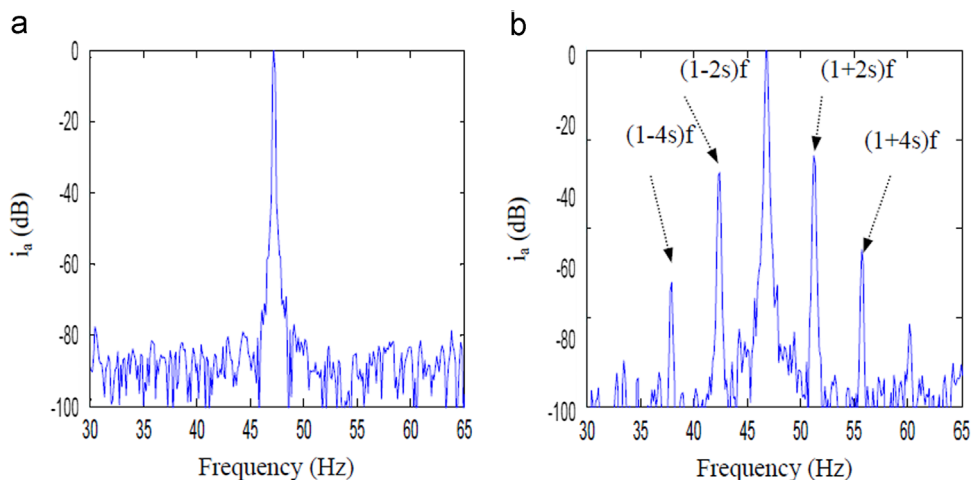 a
0
-20
-40
-60
-80
-100
i_a (dB)
30 35 40 45 50 55 60 65
Frequency (Hz)
b
0
-20
-40
-60
-80
-100
i_a (dB)
(1-2s)f
(1+2s)f
(1-4s)f
(1+4s)f
30 35 40 45 50 55 60 65
Frequency (Hz)